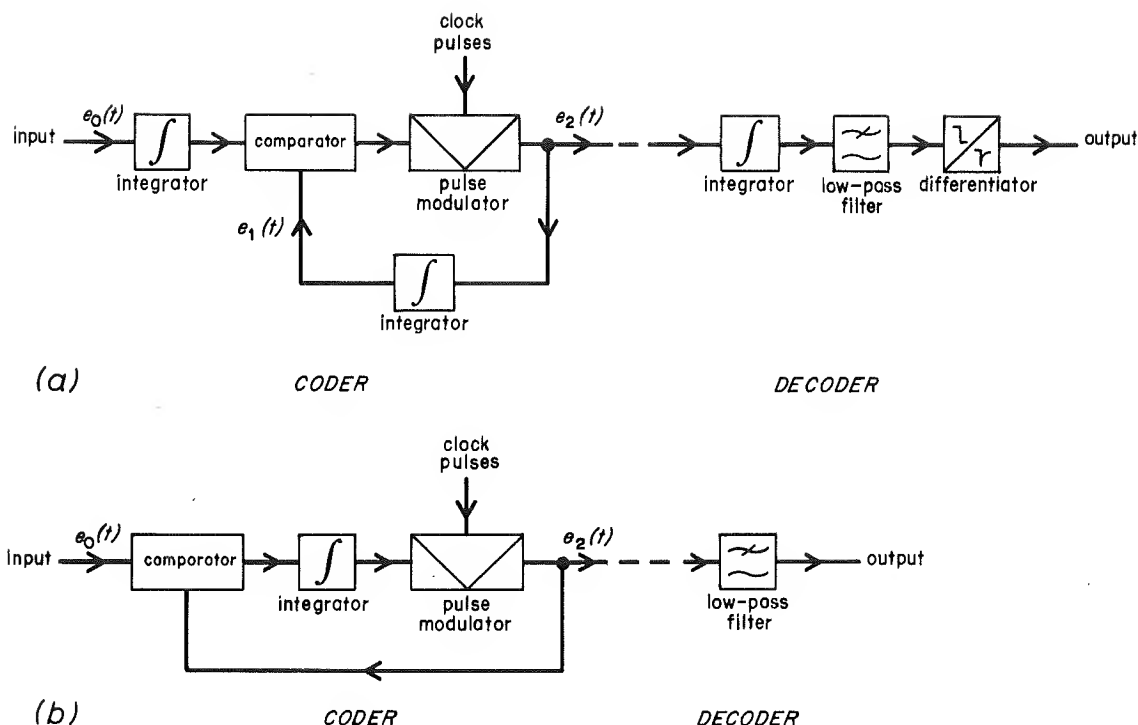 clock
pulses
e₀(t)
e₂(t)
input
∫
comparator
∫
output
integrator
pulse
modulator
integrator
low-pass
filter
differentiator
e₁(t)
∫
integrator
(a)
CODER
DECODER
clock
pulses
e₀(t)
e₂(t)
input
comporator
∫
output
integrator
pulse
modulator
low-pass
filter
(b)
CODER
DECODER